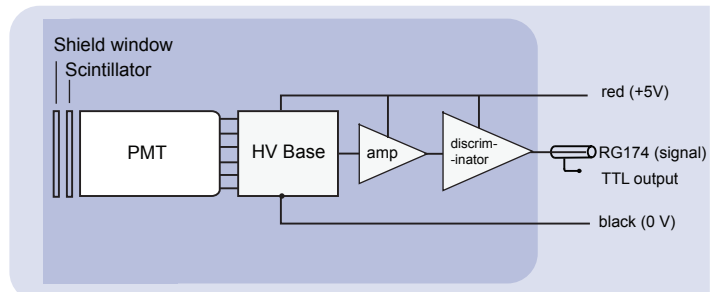 Shield window
Scintillator
PMT
HV Base
amp
discrim-
-inator
red (+5V)
RG174 (signal)
TTL output
black (0 V)